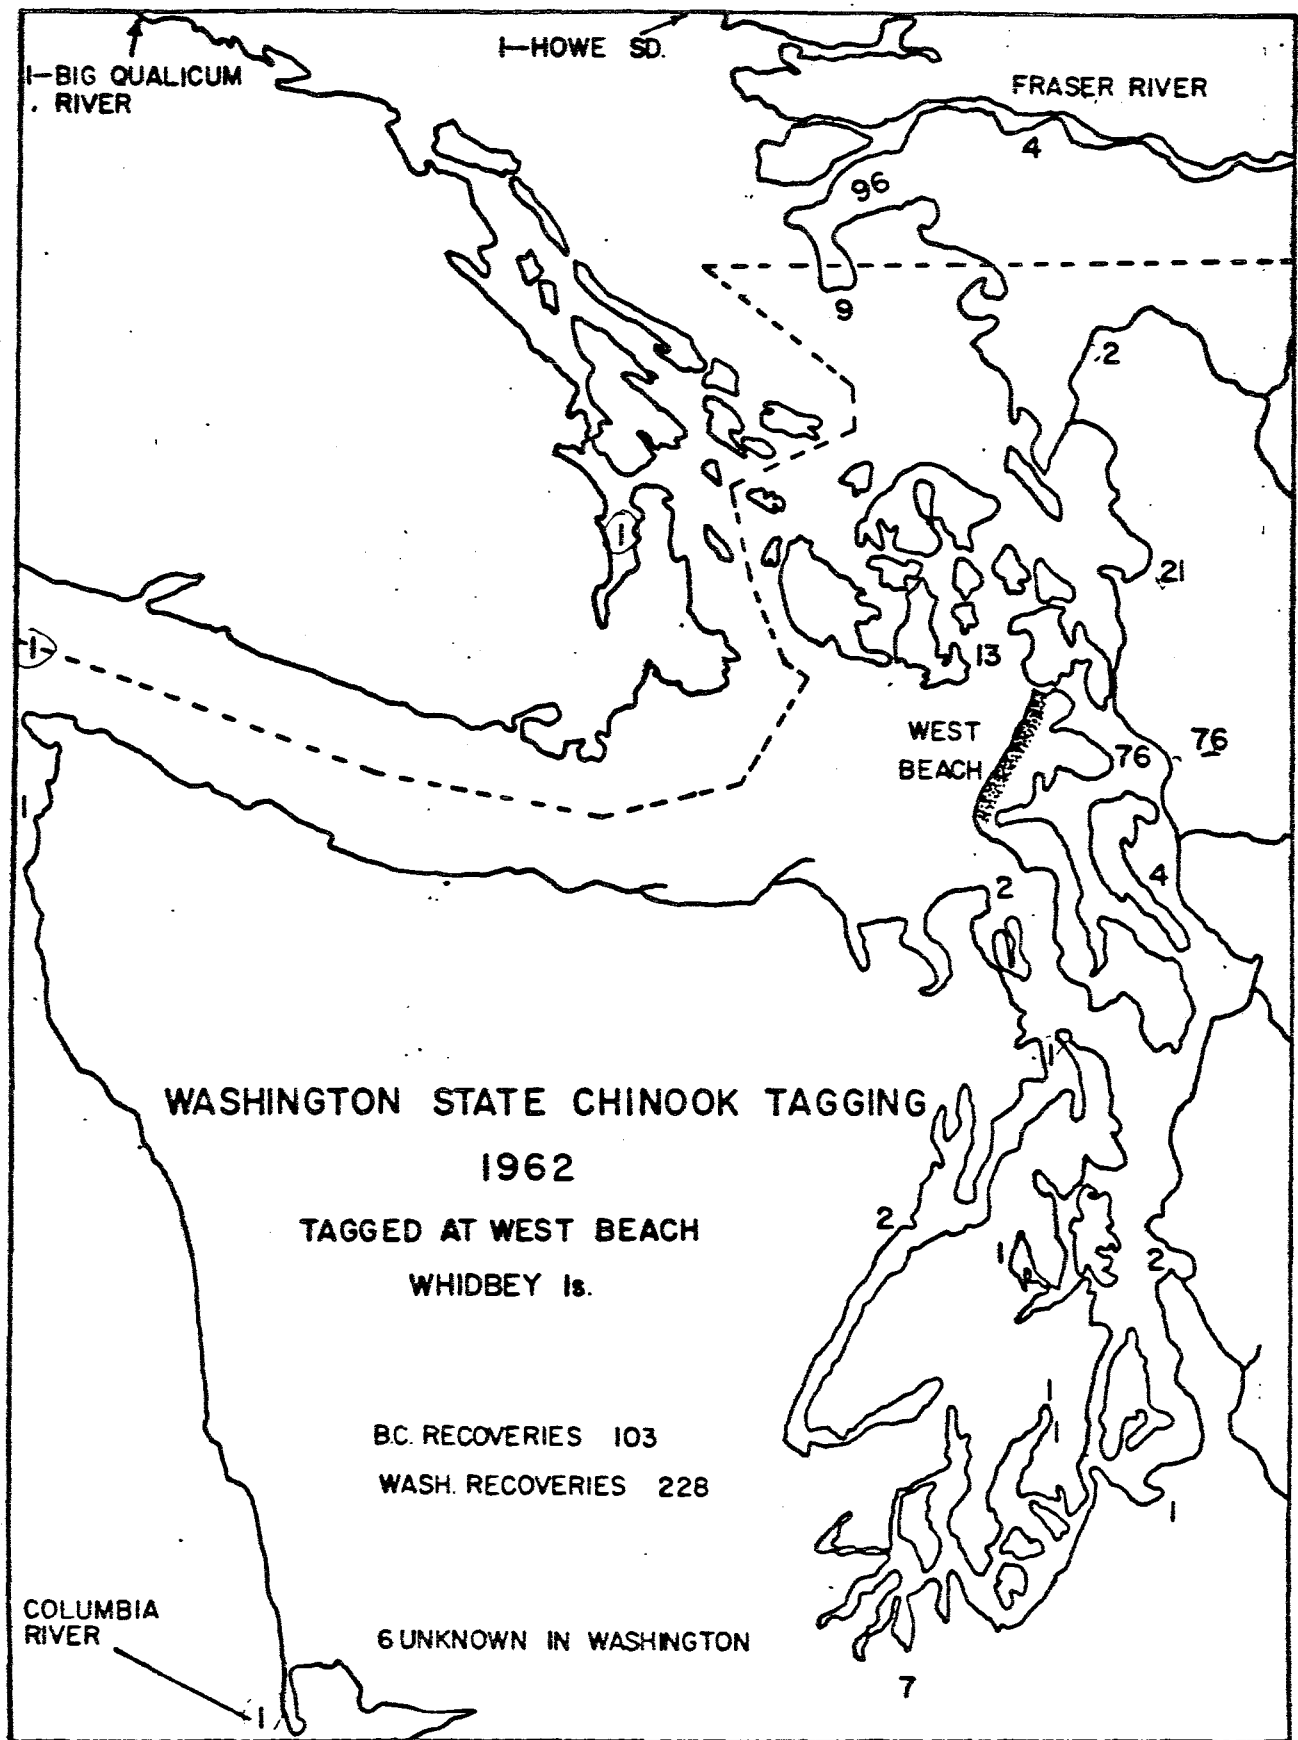 1-BIG QUALICUM
RIVER
1-HOWE SD.
FRASER RIVER
4
96
9
2
1
21
1
13
WEST
BEACH
76
76
1
4
2
1
WASHINGTON STATE CHINOOK TAGGING
1962
TAGGED AT WEST BEACH
WHIDBEY Is.
2
1
2
1
1
B.C. RECOVERIES 103
WASH. RECOVERIES 228
1
COLUMBIA
RIVER
6 UNKNOWN IN WASHINGTON
7
1